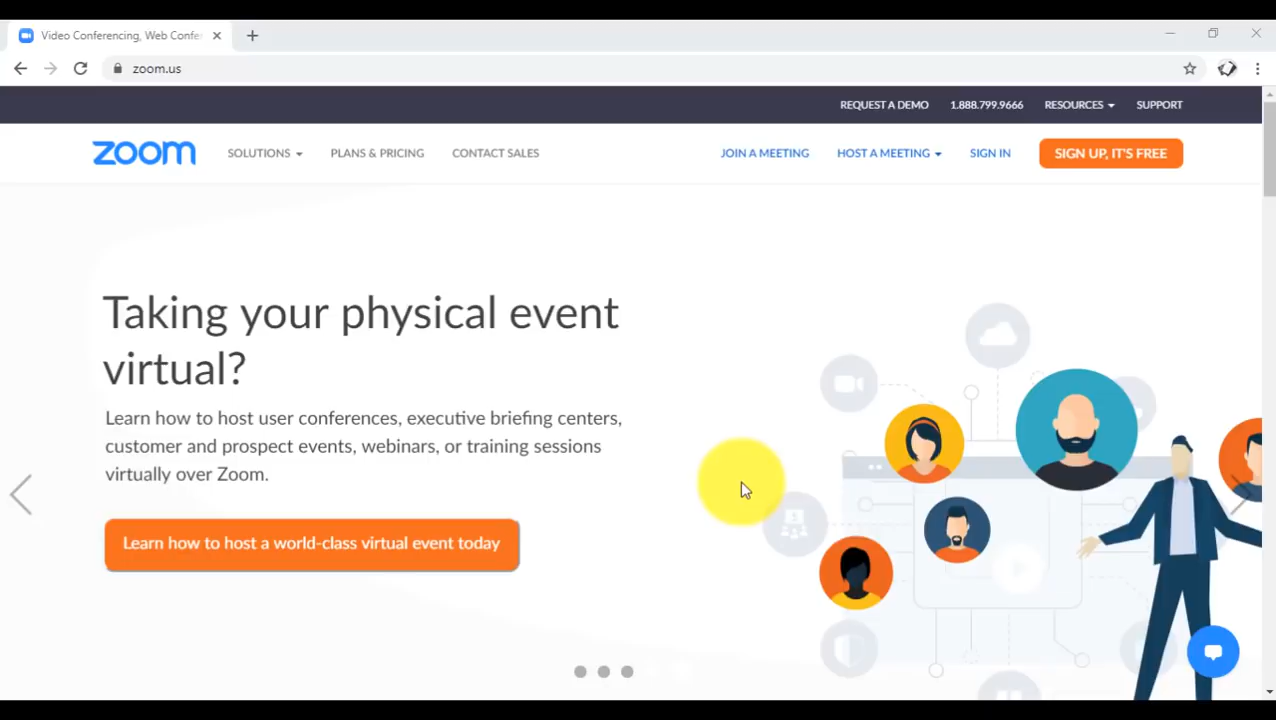 Video Conferencing, Web Confe
zoom.us
REQUEST A DEMO 1.888.799.9666 RESOURCES SUPPORT
zoom SOLUTIONS PLANS & PRICING CONTACT SALES JOIN A MEETING HOST A MEETING SIGN IN SIGN UP, IT'S FREE
Taking your physical event
virtual?
Learn how to host user conferences, executive briefing centers,
customer and prospect events, webinars, or training sessions
virtually over Zoom.
Learn how to host a world-class virtual event today